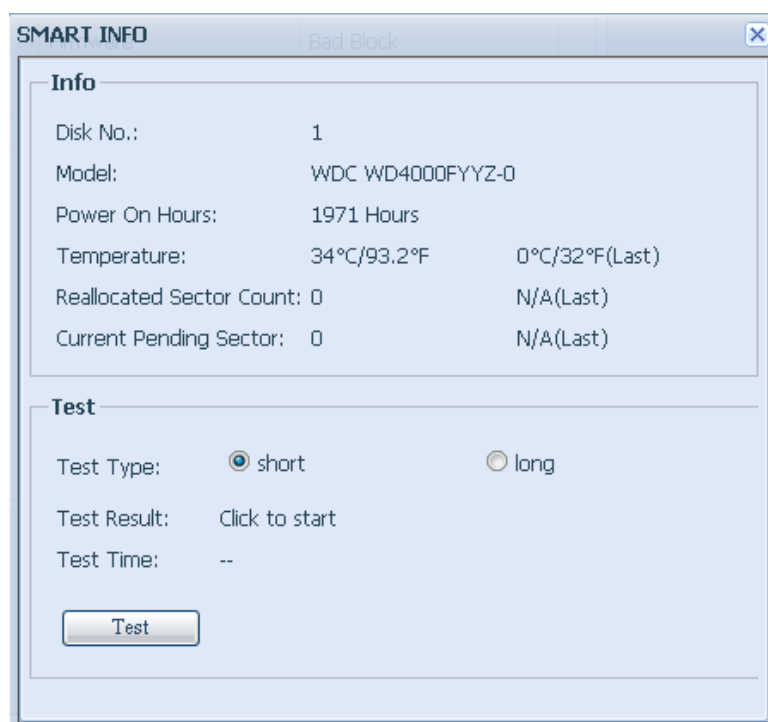 SMART INFO
Bad Block
Info
Disk No.: 1
Model: WDC WD4000FYYZ-0
Power On Hours: 1971 Hours
Temperature: 34°C/93.2°F 0°C/32°F(Last)
Reallocated Sector Count: 0 N/A(Last)
Current Pending Sector: 0 N/A(Last)
Test
Test Type: short long
Test Result: Click to start
Test Time: --
Test